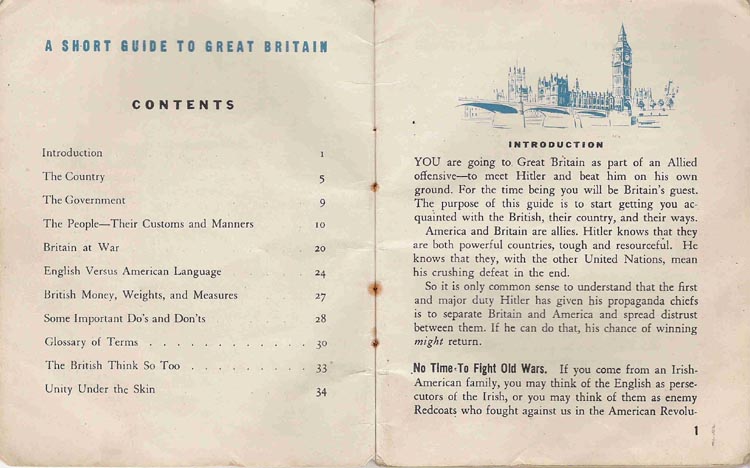 A SHORT GUIDE TO GREAT BRITAIN
CONTENTS
Introduction 1
The Country 5
The Government 9
The People—Their Customs and Manners 10
Britain at War 20
English Versus American Language 24
British Money, Weights, and Measures 27
Some Important Do's and Don'ts 28
Glossary of Terms . . . . . . . . . . . . 30
The British Think So Too . . . . . . . . 33
Unity Under the Skin 34
INTRODUCTION
YOU are going to Great Britain as part of an Allied
offensive—to meet Hitler and beat him on his own
ground. For the time being you will be Britain's guest.
The purpose of this guide is to start getting you ac-
quainted with the British, their country, and their ways.
America and Britain are allies. Hitler knows that they
are both powerful countries, tough and resourceful. He
knows that they, with the other United Nations, mean
his crushing defeat in the end.
So it is only common sense to understand that the first
and major duty Hitler has given his propaganda chiefs
is to separate Britain and America and spread distrust
between them. If he can do that, his chance of winning
might return.
No Time To Fight Old Wars. If you come from an Irish-
American family, you may think of the English as perse-
cutors of the Irish, or you may think of them as enemy
Redcoats who fought against us in the American Revolu-
1